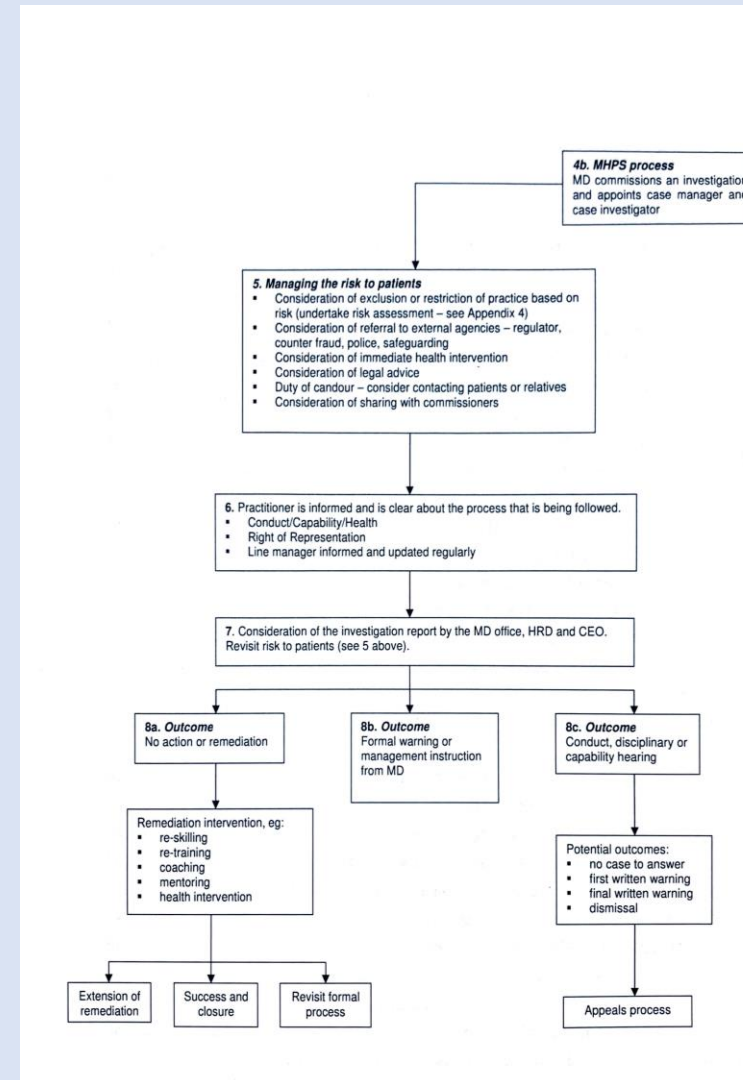 4b. MHPS process
MD commissions an investigation
and appoints case manager and
case investigator
5. Managing the risk to patients
▪ Consideration of exclusion or restriction of practice based on
risk (undertake risk assessment – see Appendix 4)
▪ Consideration of referral to external agencies – regulator,
counter fraud, police, safeguarding
▪ Consideration of immediate health intervention
▪ Consideration of legal advice
▪ Duty of candour – consider contacting patients or relatives
▪ Consideration of sharing with commissioners
6. Practitioner is informed and is clear about the process that is being followed.
▪ Conduct/Capability/Health
▪ Right of Representation
▪ Line manager informed and updated regularly
7. Consideration of the investigation report by the MD office, HRD and CEO.
Revisit risk to patients (see 5 above).
8a. Outcome
No action or remediation
8b. Outcome
Formal warning or
management instruction
from MD
8c. Outcome
Conduct, disciplinary or
capability hearing
Remediation intervention, eg:
▪ re-skilling
▪ re-training
▪ coaching
▪ mentoring
▪ health intervention
Potential outcomes:
▪ no case to answer
▪ first written warning
▪ final written warning
▪ dismissal
Extension of
remediation
Success and
closure
Revisit formal
process
Appeals process